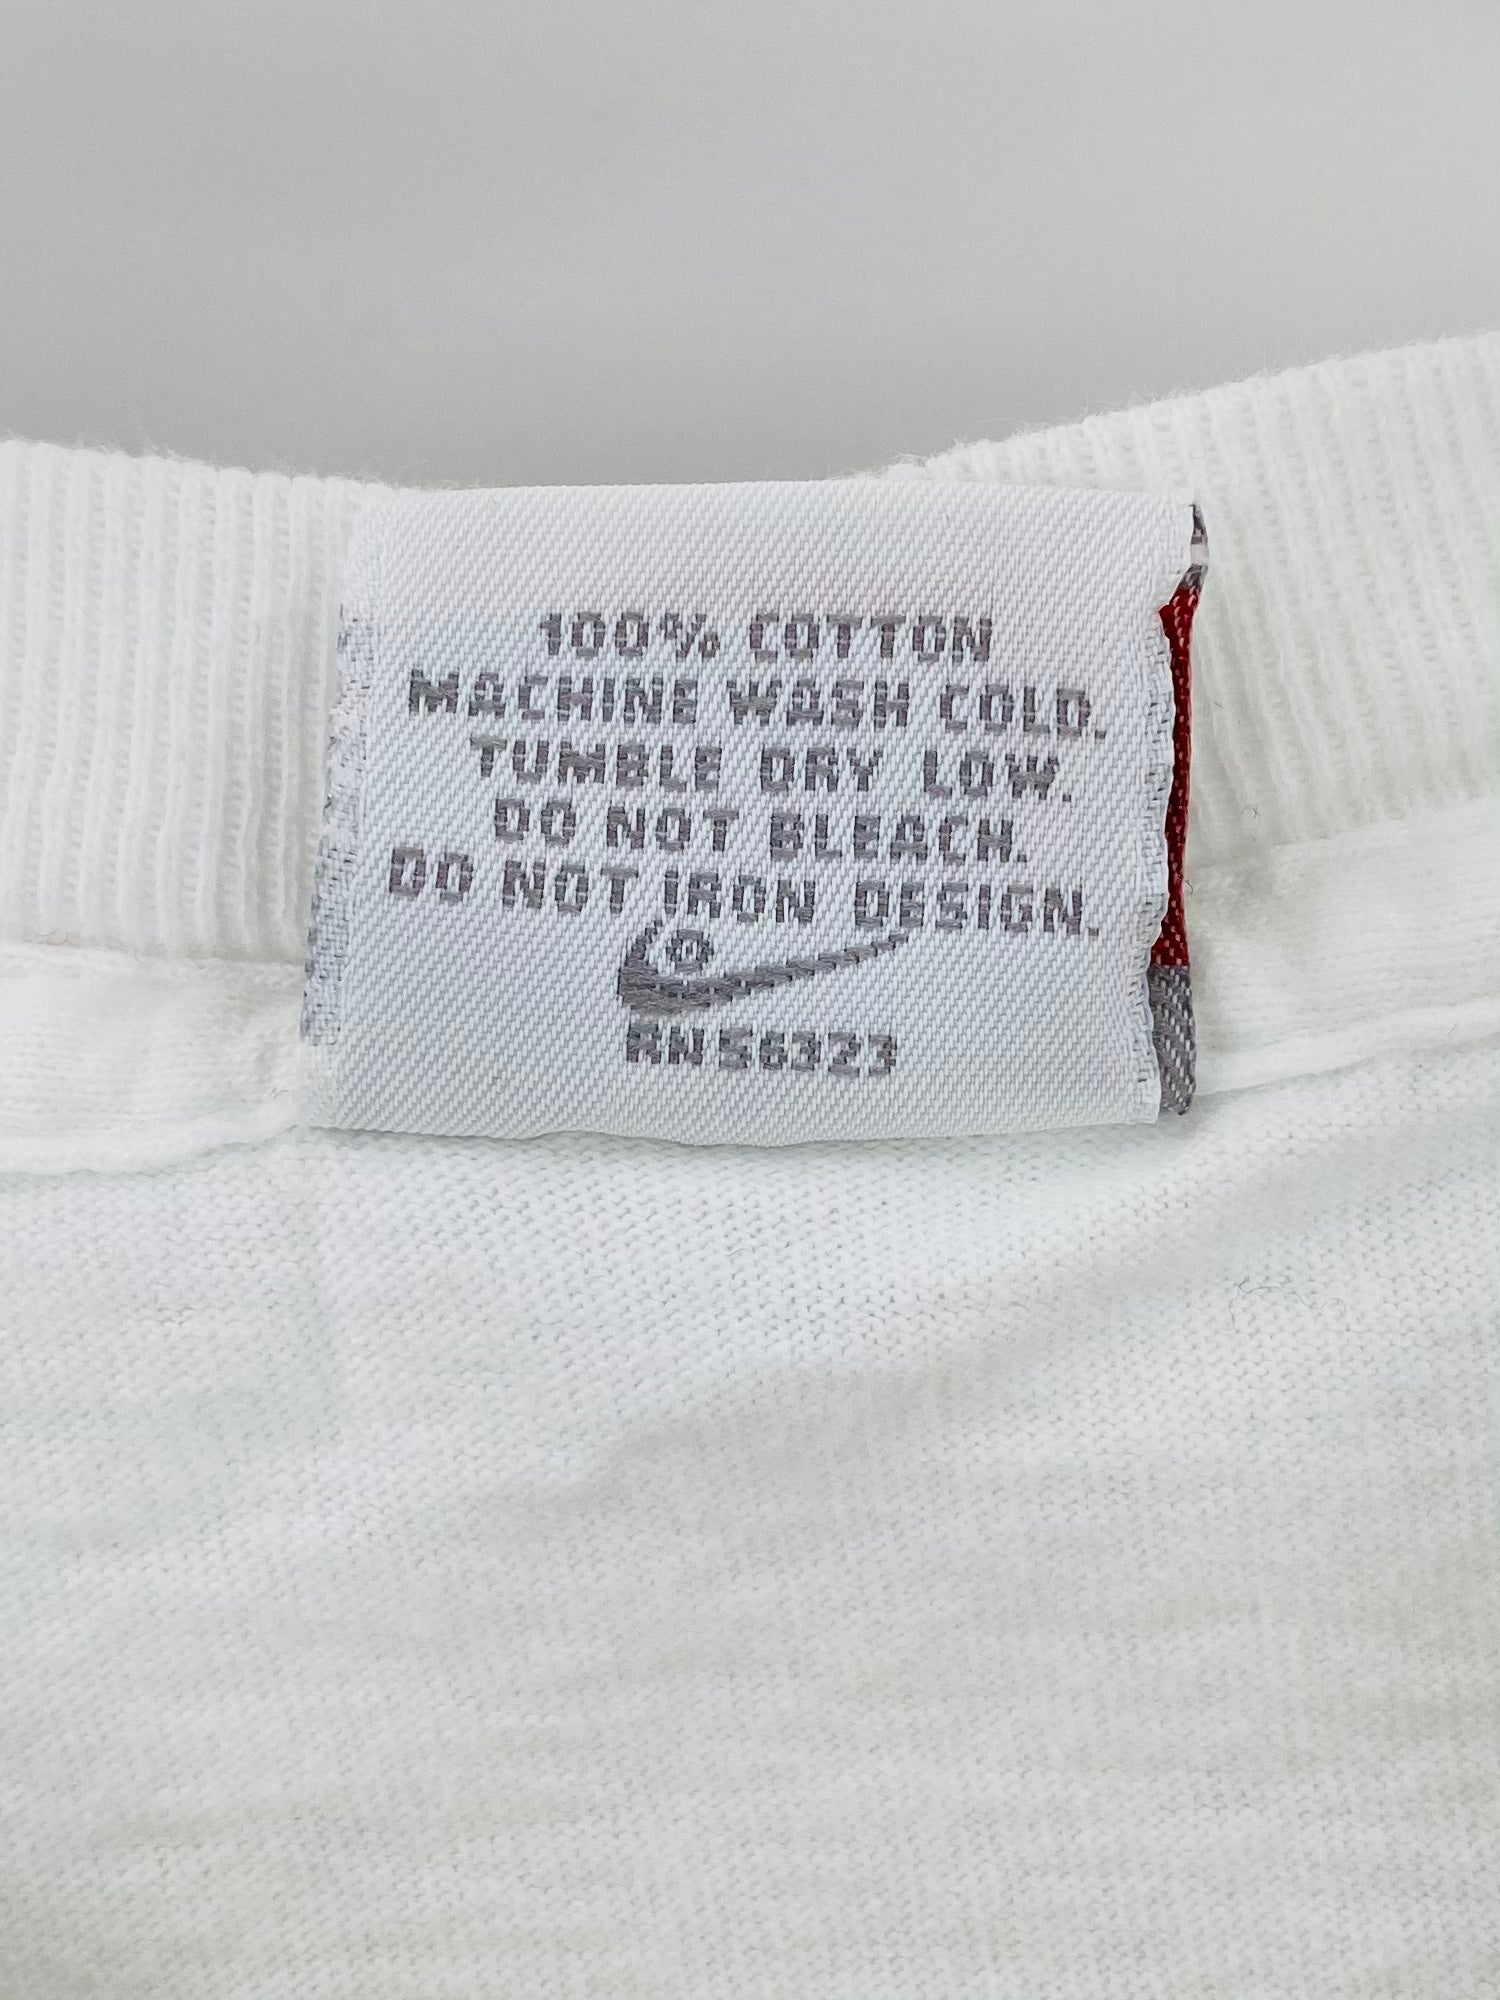 100% COTTON
MACHINE WASH COLD.
TUMBLE DRY LOW.
DO NOT BLEACH.
DO NOT IRON DESIGN.
®
RN 56323